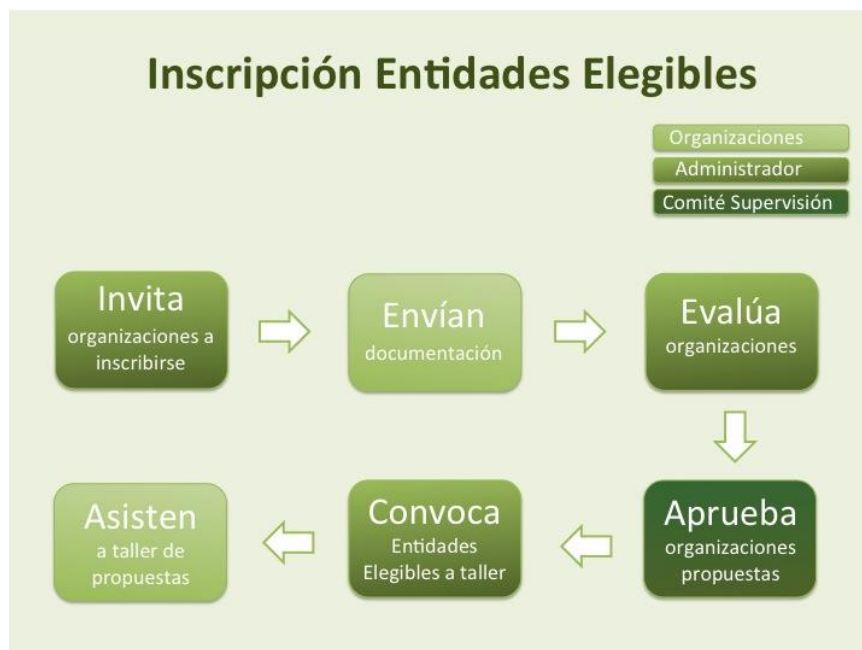 Inscripción Entidades Elegibles
Organizaciones
Administrador
Comité Supervisión
Invita
organizaciones a
inscribirse
Envían
documentación
Evalúa
organizaciones
Aprueba
organizaciones
propuestas
Convoca
Entidades
Elegibles a taller
Asisten
a taller de
propuestas